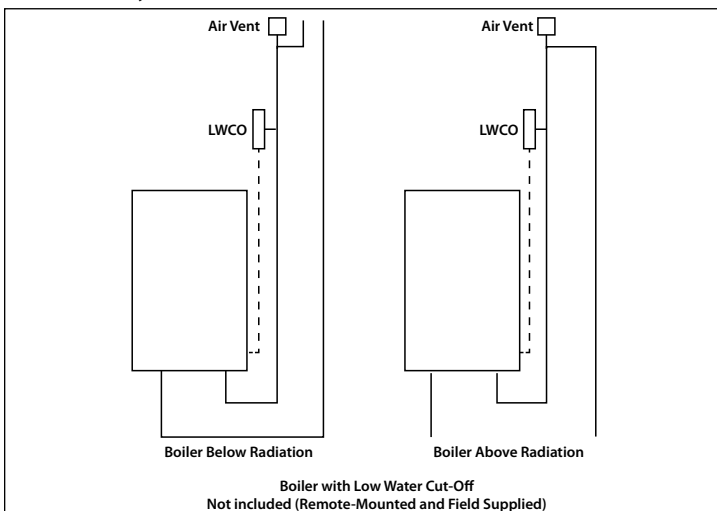 Air Vent
Air Vent
LWCO
LWCO
Boiler Below Radiation
Boiler Above Radiation
Boiler with Low Water Cut-Off
Not included (Remote-Mounted and Field Supplied)